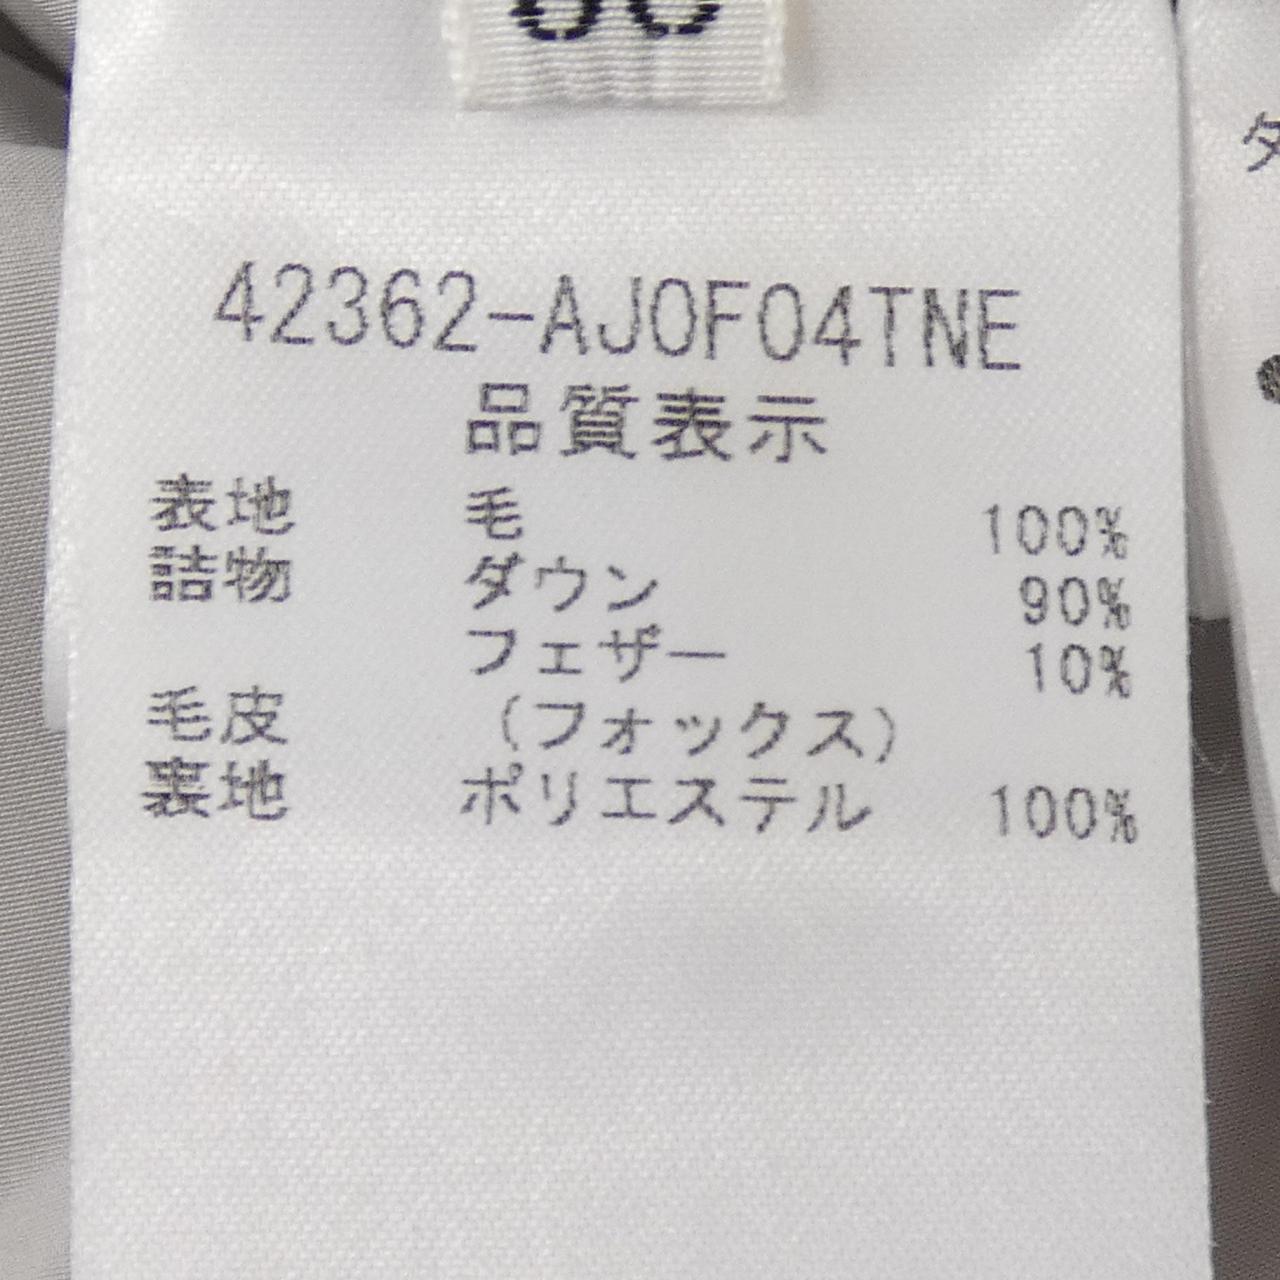 42362-AJ0F04TNE
品質表示
表地 毛 100%
詰物 ダウン 90%
フェザー 10%
毛皮 (フォックス)
裏地 ポリエステル 100%